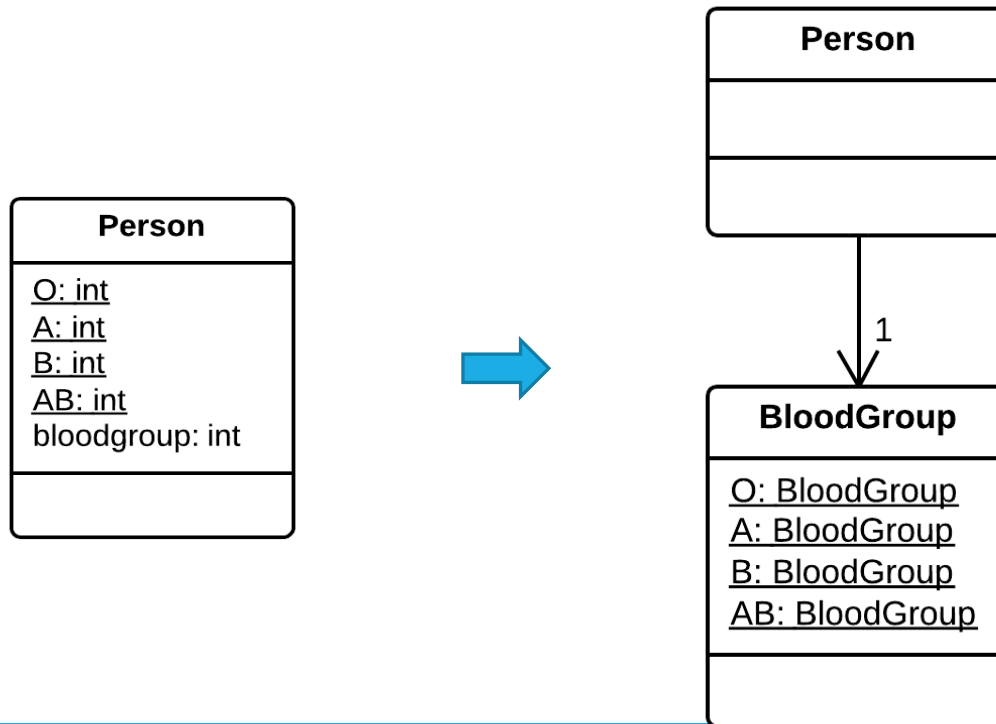 Person
O: int
A: int
B: int
AB: int
bloodgroup: int
Person
1
BloodGroup
O: BloodGroup
A: BloodGroup
B: BloodGroup
AB: BloodGroup